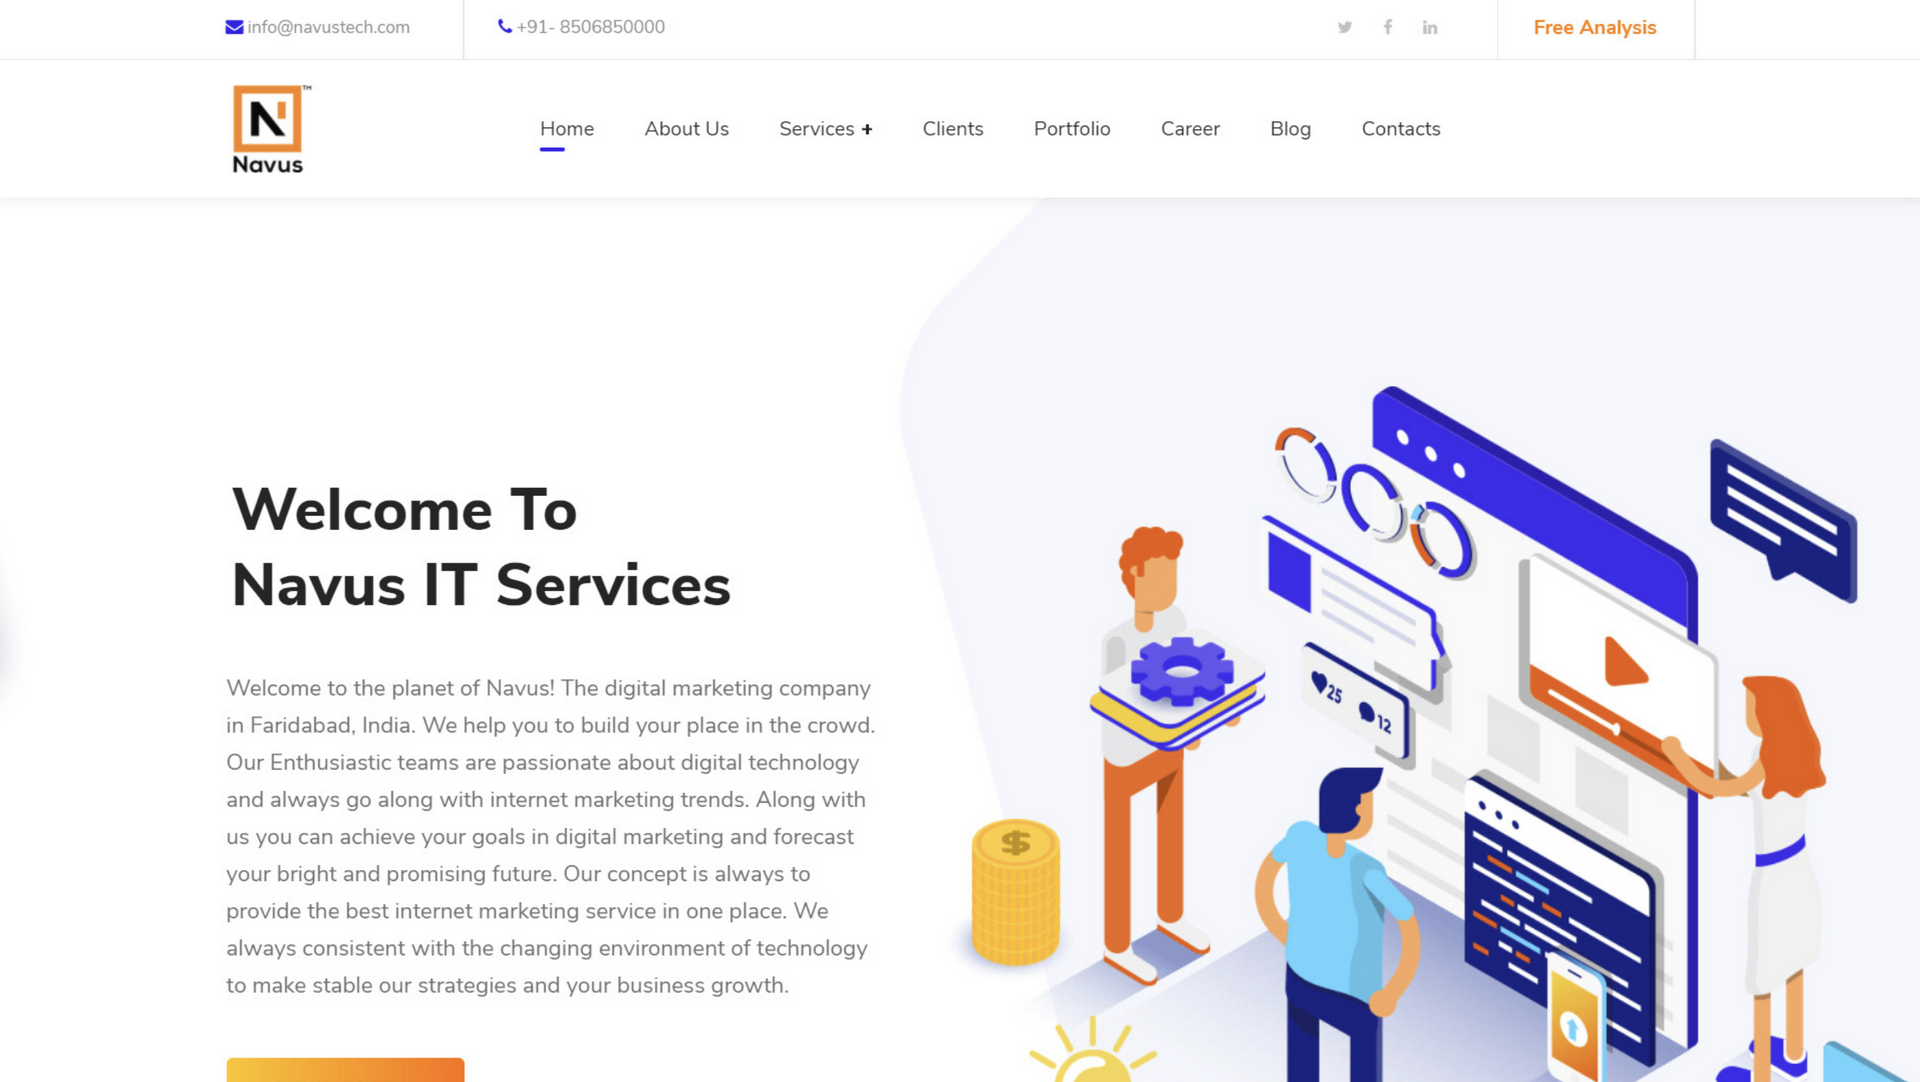 info@navustech.com
+91- 8506850000
Free Analysis
N TM
Navus
Home About Us Services + Clients Portfolio Career Blog Contacts
Welcome To
Navus IT Services
Welcome to the planet of Navus! The digital marketing company
in Faridabad, India. We help you to build your place in the crowd.
Our Enthusiastic teams are passionate about digital technology
and always go along with internet marketing trends. Along with
us you can achieve your goals in digital marketing and forecast
your bright and promising future. Our concept is always to
provide the best internet marketing service in one place. We
always consistent with the changing environment of technology
to make stable our strategies and your business growth.
25
12
$